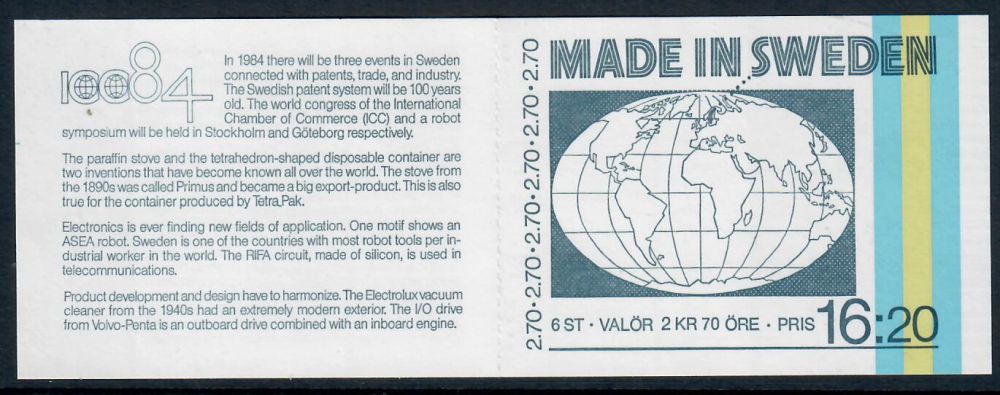 100 84
In 1984 there will be three events in Sweden
connected with patents, trade, and industry.
The Swedish patent system will be 100 years
old. The world congress of the International
Chamber of Commerce (ICC) and a robot
symposium will be held in Stockholm and Göteborg respectively.
The paraffin stove and the tetrahedron-shaped disposable container are
two inventions that have become known all over the world. The stove from
the 1890s was called Primus and became a big export-product. This is also
true for the container produced by Tetra Pak.
Electronics is ever finding new fields of application. One motif shows an
ASEA robot. Sweden is one of the countries with most robot tools per in-
dustrial worker in the world. The RIFA circuit, made of silicon, is used in
telecommunications.
Product development and design have to harmonize. The Electrolux vacuum
cleaner from the 1940s had an extremely modern exterior. The I/O drive
from Volvo-Penta is an outboard drive combined with an inboard engine.
2.70·2.70·2.70·2.70·2.70·2.70
MADE IN SWEDEN
6 ST · VALÖR 2 KR 70 ÖRE · PRIS 16:20